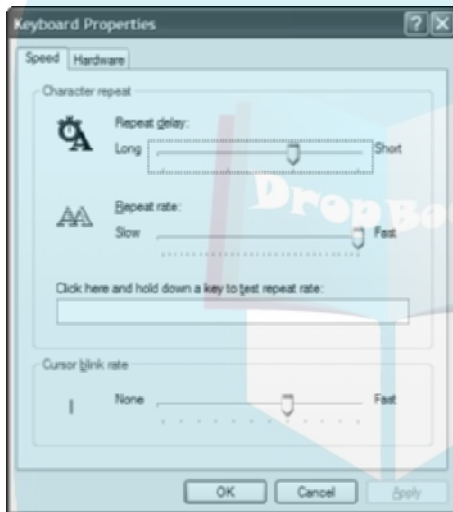 Keyboard Properties
Speed Hardware
Character repeat
Repeat delay:
Long Short
Repeat rate:
Slow Fast
Click here and hold down a key to test repeat rate:
Cursor blink rate
None Fast
OK Cancel Apply
DropBoo